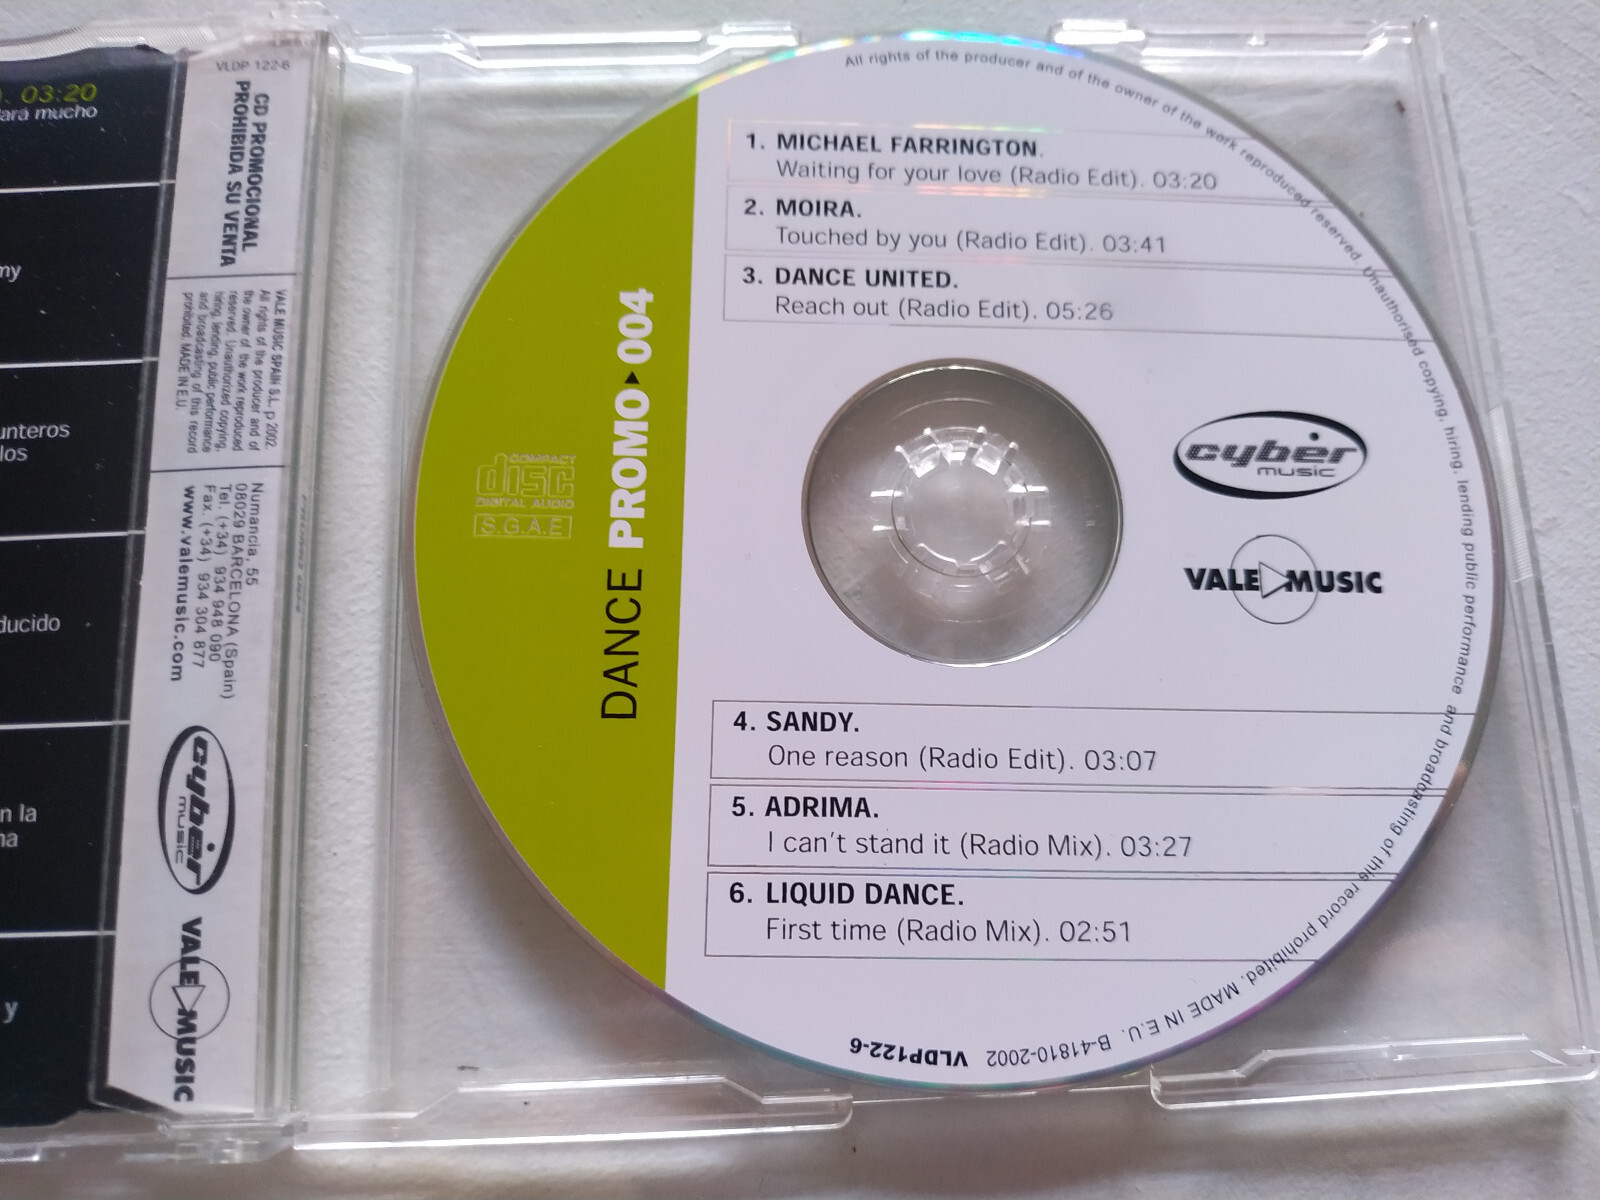 . 03:20
ara mucho
my
unteros
los
ducido
n la
na
y
VLDP 122-6
CD PROMOCIONAL
PROHIBIDA SU VENTA
VALE MUSIC SPAIN S.L. p 2002.
All rights of the producer and of
the owner of the work reproduced
reserved. Unauthorized copying,
hiring, lending, public performance
and broadcasting of this record
prohibited. MADE IN E.U.
Numancia, 55
08029 BARCELONA (Spain)
Tel. (+34) 934 948 090
Fax. (+34) 934 304 877
www.valemusic.com
cyber
music
VALE MUSIC
COMPACT
disc
DIGITAL AUDIO
S.G.A.E
DANCE PROMO 004
All rights of the producer and of the owner of the work reproduced reserved. Unauthorised copying, hiring, lending public performance and broadcasting of this record prohibited. MADE IN E.U. B-41810-2002 VLDP122-6
1. MICHAEL FARRINGTON.
Waiting for your love (Radio Edit). 03:20
2. MOIRA.
Touched by you (Radio Edit). 03:41
3. DANCE UNITED.
Reach out (Radio Edit). 05:26
cyber
music
VALE MUSIC
4. SANDY.
One reason (Radio Edit). 03:07
5. ADRIMA.
I can't stand it (Radio Mix). 03:27
6. LIQUID DANCE.
First time (Radio Mix). 02:51